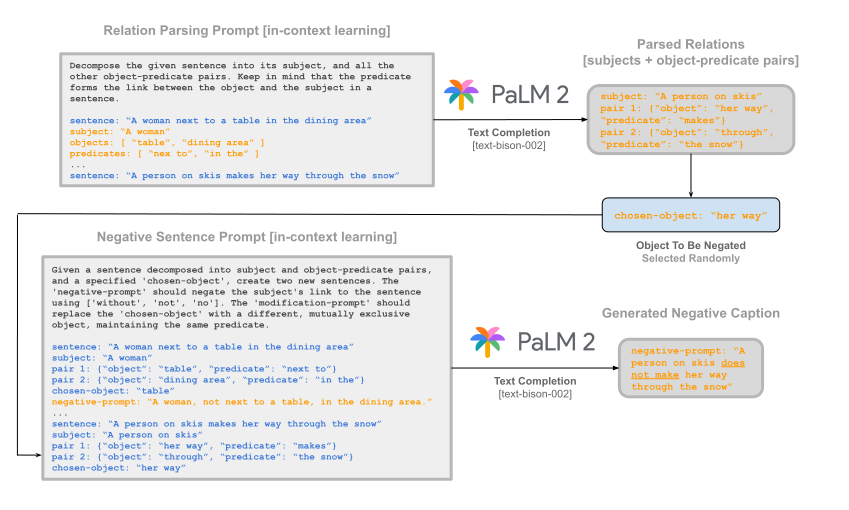 Relation Parsing Prompt [in-context learning]
Decompose the given sentence into its subject, and all the
other object-predicate pairs. Keep in mind that the predicate
forms the link between the object and the subject in a
sentence.
sentence: “A woman next to a table in the dining area”
subject: “A woman”
objects: [ “table”, “dining area” ]
predicates: [ “nex to”, “in the” ]
...
sentence: “A person on skis makes her way through the snow”
PaLM 2
Text Completion
[text-bison-002]
Parsed Relations
[subjects + object-predicate pairs]
subject: “A person on skis”
pair 1: {“object”: “her way”,
“predicate”: “makes”}
pair 2: {“object”: “through”,
“predicate”: “the snow”}
chosen-object: “her way”
Object To Be Negated
Selected Randomly
Negative Sentence Prompt [in-context learning]
Given a sentence decomposed into subject and object-predicate pairs,
and a specified 'chosen-object', create two new sentences. The
'negative-prompt' should negate the subject's link to the sentence
using ['without', 'not', 'no']. The 'modification-prompt' should
replace the 'chosen-object' with a different, mutually exclusive
object, maintaining the same predicate.
sentence: “A woman next to a table in the dining area”
subject: “A woman”
pair 1: {“object”: “table”, “predicate”: “next to”}
pair 2: {“object”: “dining area”, “predicate”: “in the”}
chosen-object: “table”
negative-prompt: “A woman, not next to a table, in the dining area."
...
sentence: “A person on skis makes her way through the snow”
subject: “A person on skis”
pair 1: {“object”: “her way”, “predicate”: “makes”}
pair 2: {“object”: “through”, “predicate”: “the snow”}
chosen-object: “her way”
PaLM 2
Text Completion
[text-bison-002]
Generated Negative Caption
negative-prompt: “A
person on skis does
not make her way
through the snow”